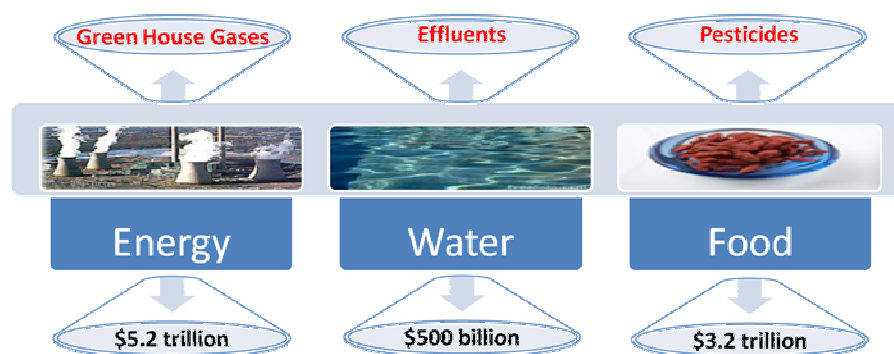 Green House Gases
Effluents
Pesticides
Energy
Water
Food
$5.2 trillion
$500 billion
$3.2 trillion